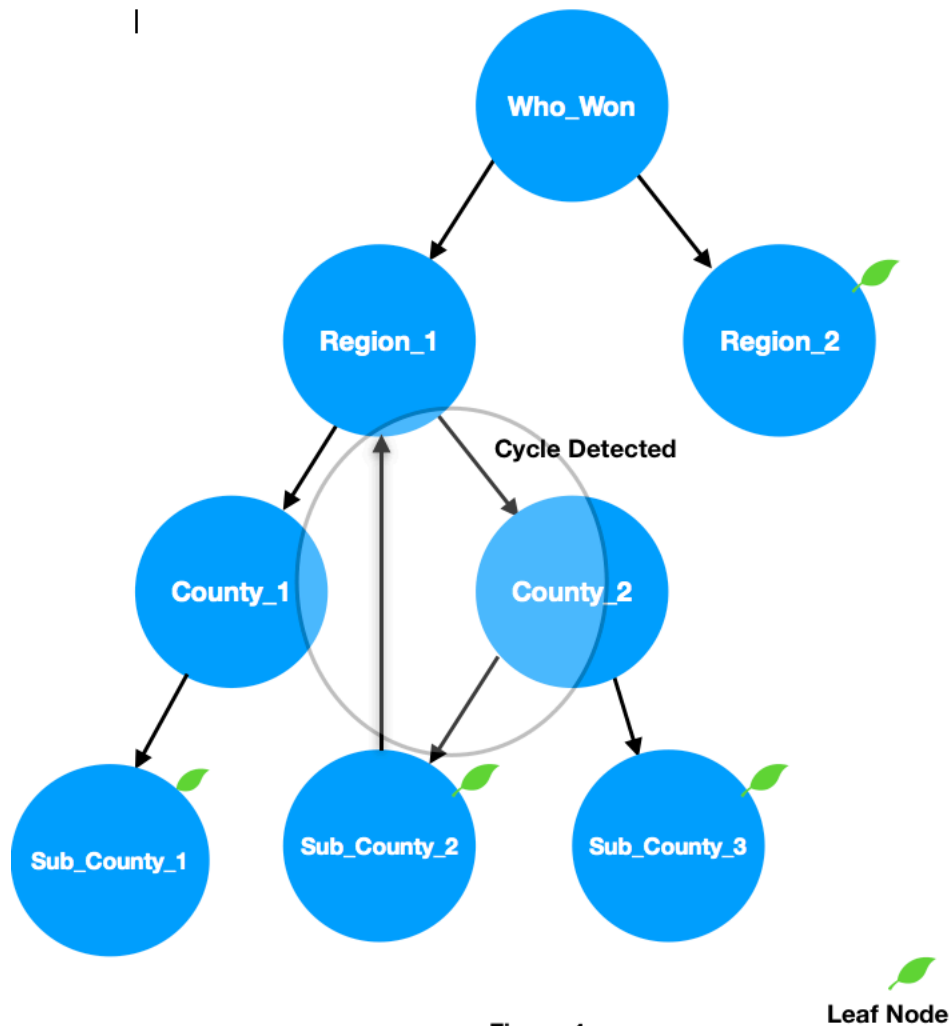 Who_Won
Region_1
Region_2
Cycle Detected
County_1
County_2
Sub_County_1
Sub_County_2
Sub_County_3
Leaf Node